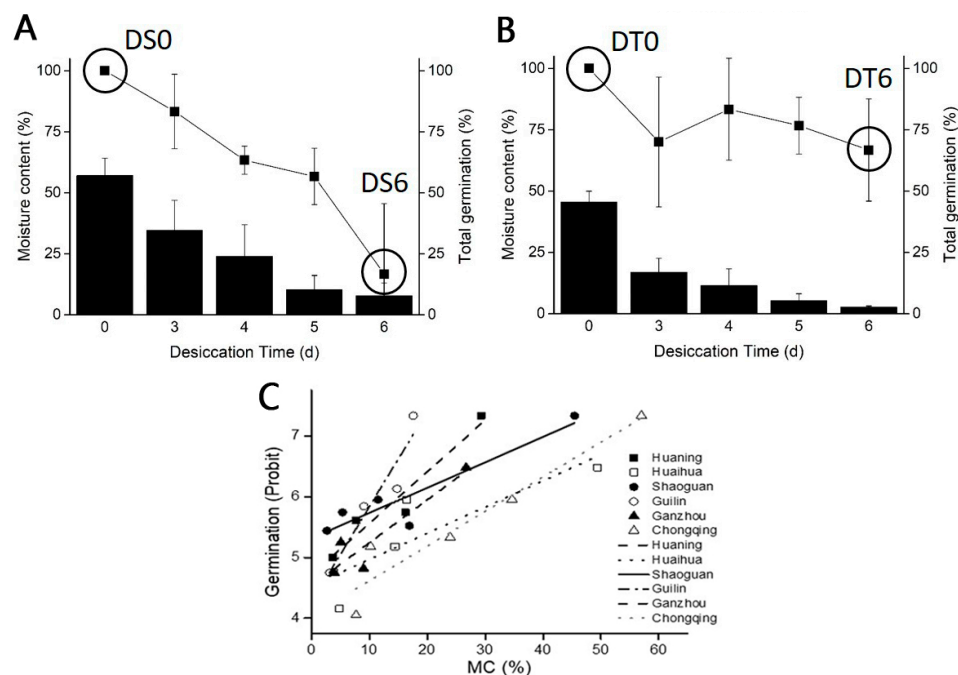 A
DS0
DS6
100
75
50
25
0
100
75
50
25
0
Moisture content (%)
Total germination (%)
0 3 4 5 6
Desiccation Time (d)
B
DT0
DT6
100
75
50
25
0
100
75
50
25
0
Moisture content (%)
Total germination (%)
0 3 4 5 6
Desiccation Time (d)
C
7
6
5
4
Germination (Probit)
0 10 20 30 40 50 60
MC (%)
Huaning
Huaihua
Shaoguan
Guilin
Ganzhou
Chongqing
Huaning
Huaihua
Shaoguan
Guilin
Ganzhou
Chongqing